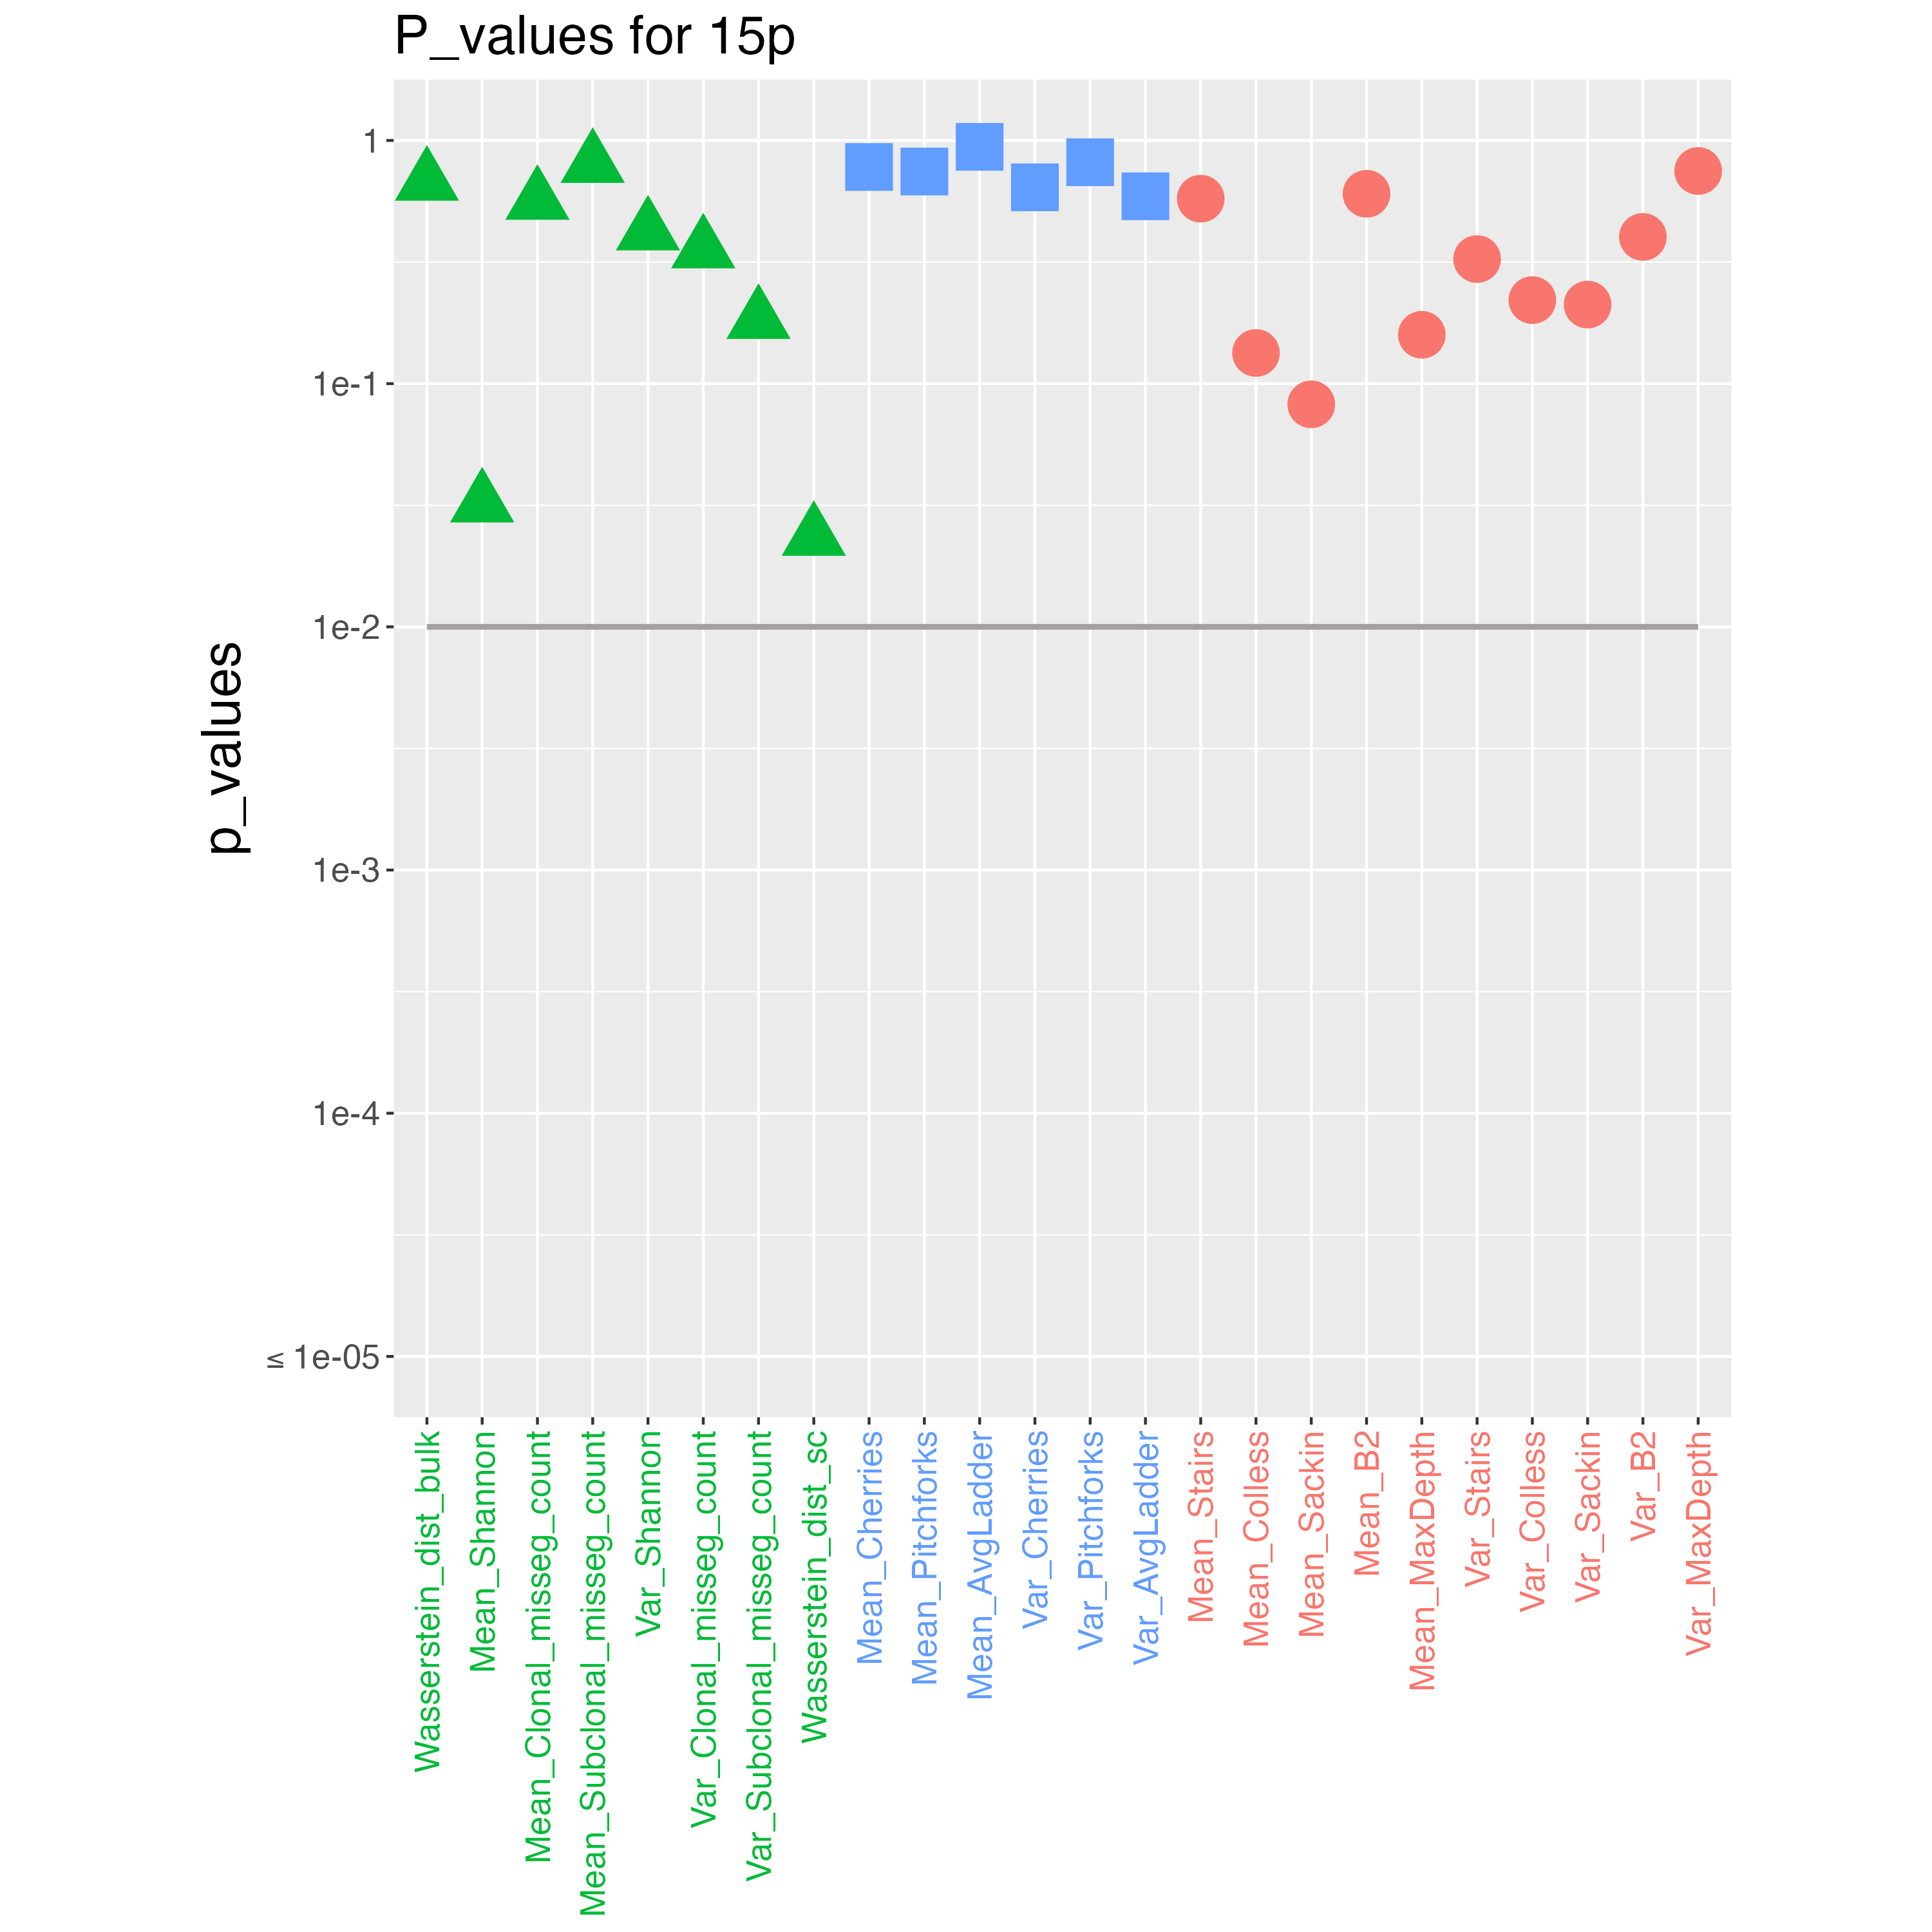 P_values for 15p
p_values
1
1e-1
1e-2
1e-3
1e-4
≤ 1e-05
Wasserstein_dist_bulk
Mean_Shannon
Mean_Clonal_misseg_count
Mean_Subclonal_misseg_count
Var_Shannon
Var_Clonal_misseg_count
Var_Subclonal_misseg_count
Wasserstein_dist_sc
Mean_Cherries
Mean_Pitchforks
Mean_AvgLadder
Var_Cherries
Var_Pitchforks
Var_AvgLadder
Mean_Stairs
Mean_Colless
Mean_Sackin
Mean_B2
Mean_MaxDepth
Var_Stairs
Var_Colless
Var_Sackin
Var_B2
Var_MaxDepth